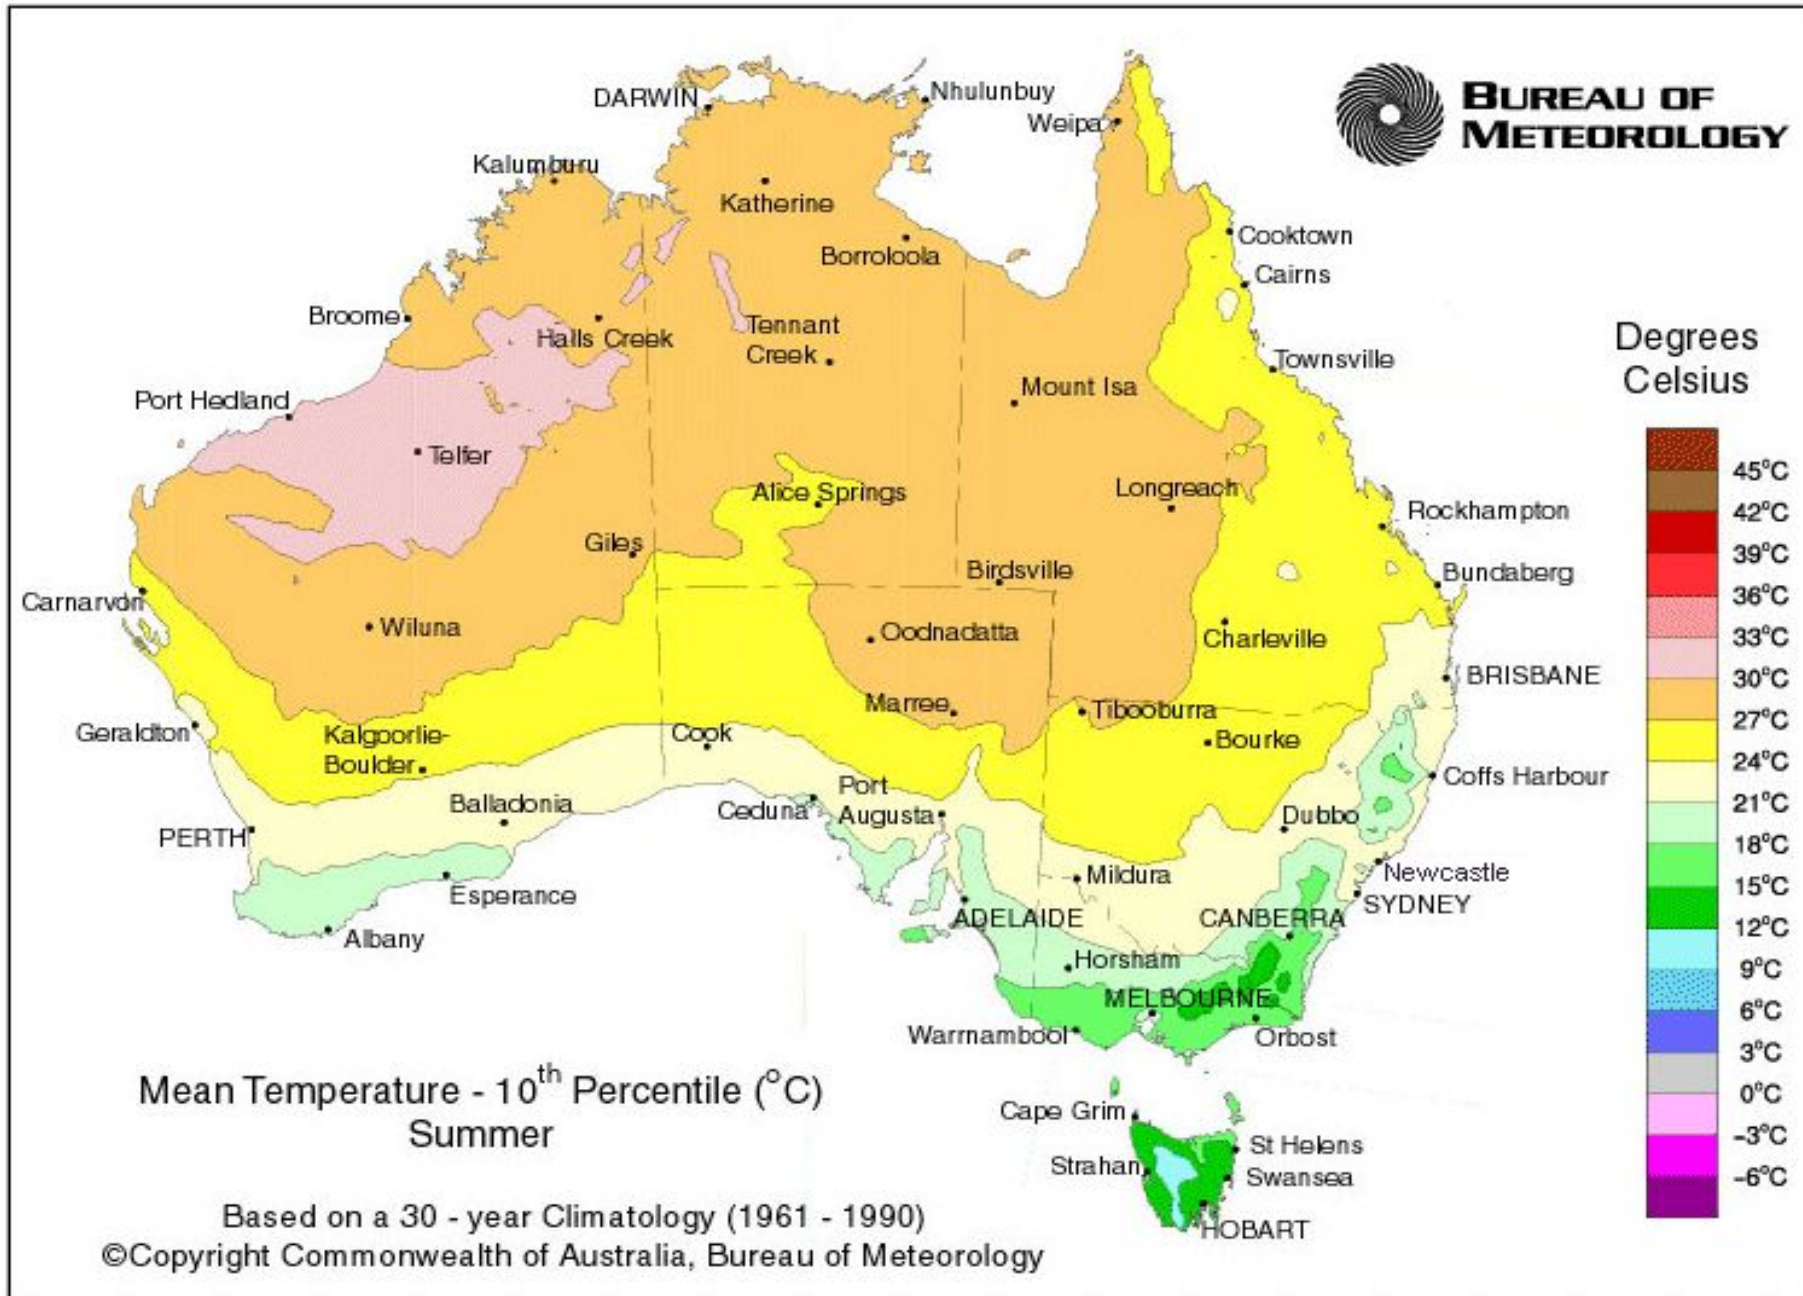 BUREAU OF
METEOROLOGY
DARWIN
Nhulunbuy
Weipa
Kalumburu
Katherine
Borroloola
Cooktown
Cairns
Broome
Halls Creek
Tennant
Creek
Townsville
Mount Isa
Port Hedland
Telfer
Alice Springs
Longreach
Rockhampton
Giles
Birdsville
Bundaberg
Carnarvon
Wiluna
Oodnadatta
Charleville
BRISBANE
Marree
Tibooburra
Geraldton
Kalgoorlie-
Boulder
Cook
Bourke
Coffs Harbour
Balladonia
Ceduna
Port
Augusta
Dubbo
PERTH
Mildura
Newcastle
Esperance
SYDNEY
ADELAIDE
CANBERRA
Albany
Horsham
MELBOURNE
Warrnambool
Orbost
Cape Grim
St Helens
Strahan
Swansea
HOBART
Degrees
Celsius
45°C
42°C
39°C
36°C
33°C
30°C
27°C
24°C
21°C
18°C
15°C
12°C
9°C
6°C
3°C
0°C
-3°C
-6°C
Mean Temperature - 10th Percentile (°C)
Summer
Based on a 30 - year Climatology (1961 - 1990)
©Copyright Commonwealth of Australia, Bureau of Meteorology